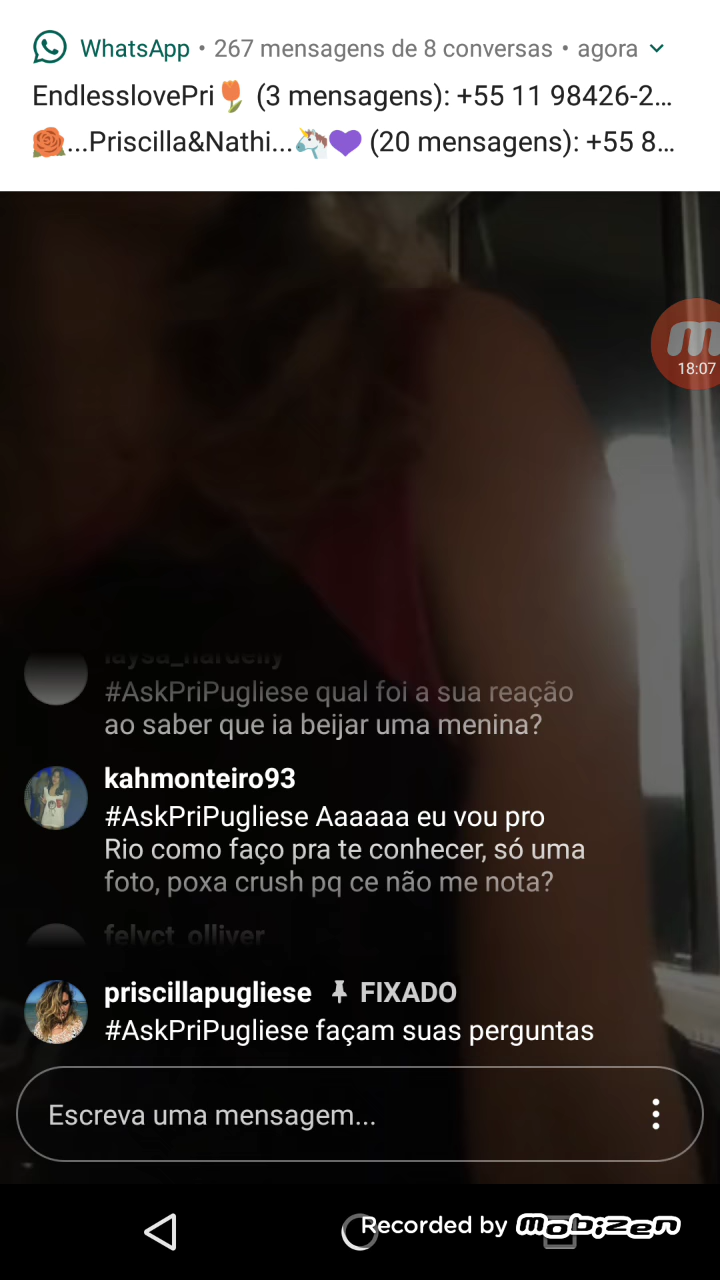 WhatsApp • 267 mensagens de 8 conversas • agora
EndlesslovePri🌷 (3 mensagens): +55 11 98426-2...
🌹...Priscilla&Nathi...🦄💜 (20 mensagens): +55 8...
m
18:07
laysa_nardelly
#AskPriPugliese qual foi a sua reação
ao saber que ia beijar uma menina?
kahmonteiro93
#AskPriPugliese Aaaaaa eu vou pro
Rio como faço pra te conhecer, só uma
foto, poxa crush pq ce não me nota?
felyct_olliver
priscillapugliese FIXADO
#AskPriPugliese façam suas perguntas
Escreva uma mensagem...
Recorded by mobizen